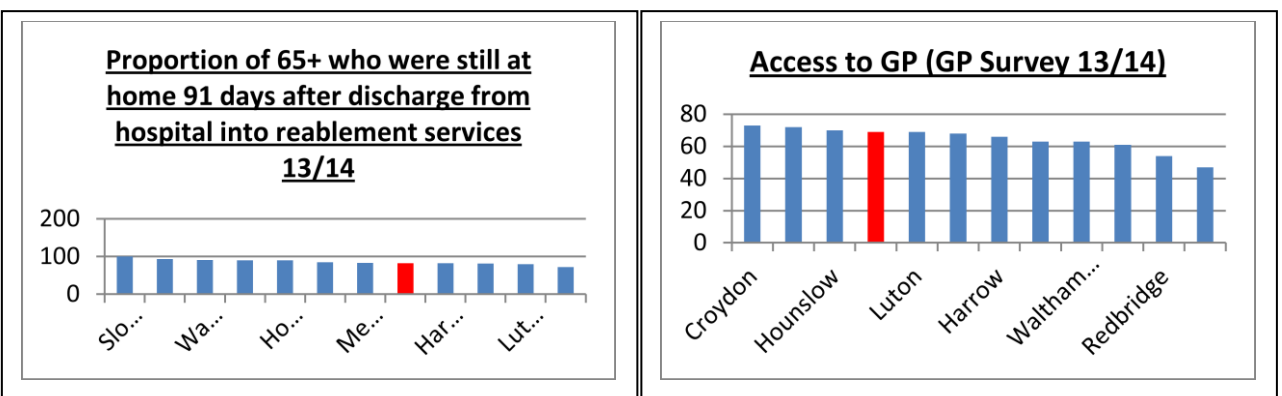 Proportion of 65+ who were still at
home 91 days after discharge from
hospital into reablement services
13/14
200
100
0
Slo...
Wa...
Ho...
Me...
Har...
Lut...
Access to GP (GP Survey 13/14)
80
60
40
20
0
Croydon
Hounslow
Luton
Harrow
Waltham...
Redbridge